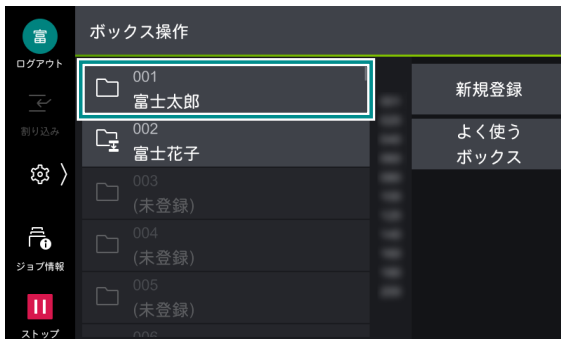 富
ログアウト
割り込み
ジョブ情報
ストップ
ボックス操作
001
富士太郎
002
富士花子
003
(未登録)
004
(未登録)
005
(未登録)
006
新規登録
よく使う
ボックス